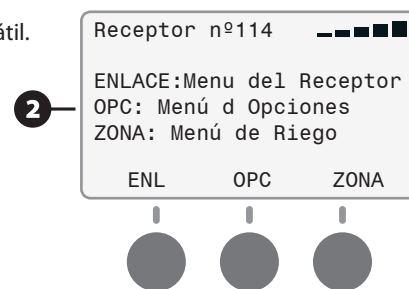 átil.
Receptor nº114
ENLACE:Menu del Receptor
2
OPC: Menú d Opciones
ZONA: Menú de Riego
ENL OPC ZONA